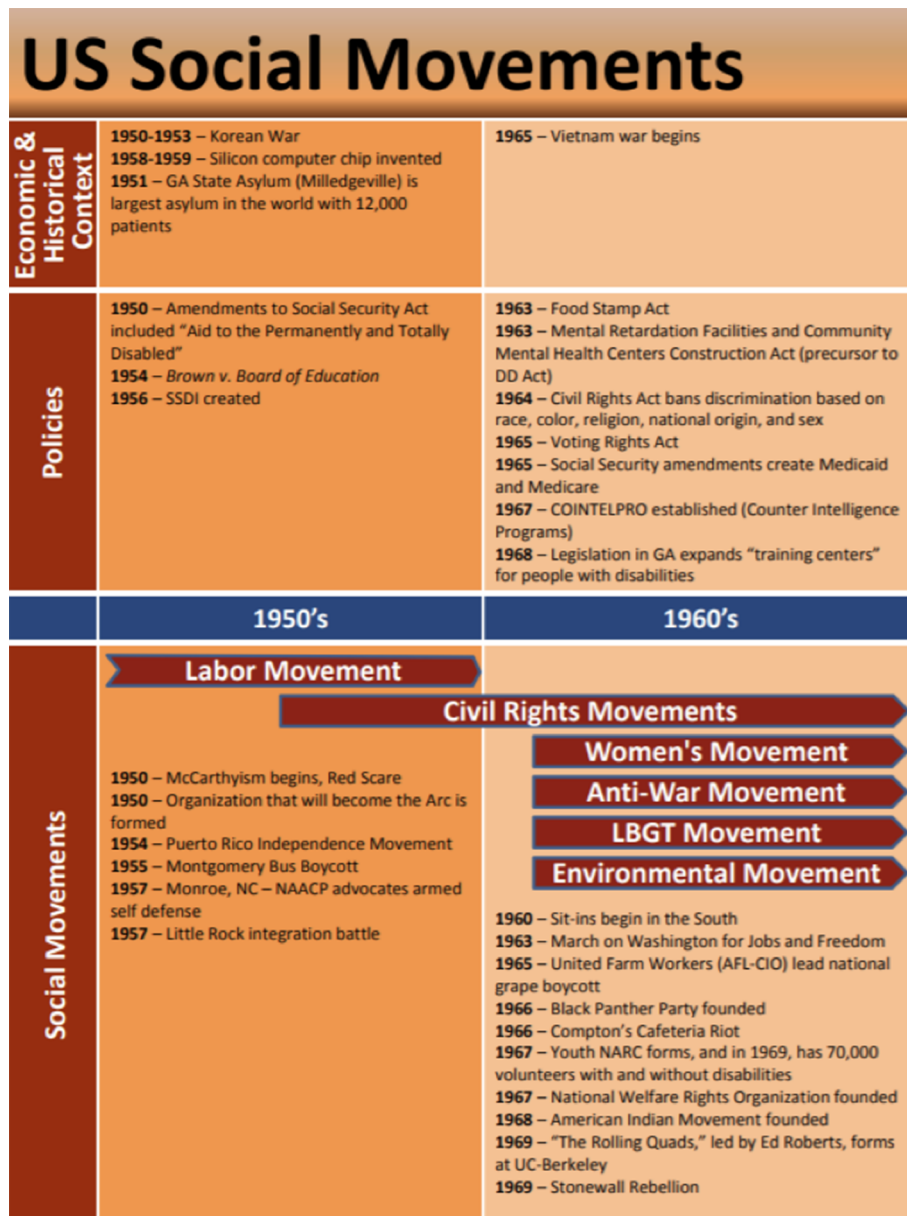 US Social Movements
Economic &
Historical
Context
1950-1953 – Korean War
1958-1959 – Silicon computer chip invented
1951 – GA State Asylum (Milledgeville) is
largest asylum in the world with 12,000
patients
1965 – Vietnam war begins
Policies
1950 – Amendments to Social Security Act
included “Aid to the Permanently and Totally
Disabled”
1954 – Brown v. Board of Education
1956 – SSDI created
1963 – Food Stamp Act
1963 – Mental Retardation Facilities and Community
Mental Health Centers Construction Act (precursor to
DD Act)
1964 – Civil Rights Act bans discrimination based on
race, color, religion, national origin, and sex
1965 – Voting Rights Act
1965 – Social Security amendments create Medicaid
and Medicare
1967 – COINTELPRO established (Counter Intelligence
Programs)
1968 – Legislation in GA expands “training centers”
for people with disabilities
1950’s
1960’s
Social Movements
Labor Movement
Civil Rights Movements
Women's Movement
Anti-War Movement
LBGT Movement
Environmental Movement
1950 – McCarthyism begins, Red Scare
1950 – Organization that will become the Arc is
formed
1954 – Puerto Rico Independence Movement
1955 – Montgomery Bus Boycott
1957 – Monroe, NC – NAACP advocates armed
self defense
1957 – Little Rock integration battle
1960 – Sit-ins begin in the South
1963 – March on Washington for Jobs and Freedom
1965 – United Farm Workers (AFL-CIO) lead national
grape boycott
1966 – Black Panther Party founded
1966 – Compton’s Cafeteria Riot
1967 – Youth NARC forms, and in 1969, has 70,000
volunteers with and without disabilities
1967 – National Welfare Rights Organization founded
1968 – American Indian Movement founded
1969 – “The Rolling Quads,” led by Ed Roberts, forms
at UC-Berkeley
1969 – Stonewall Rebellion